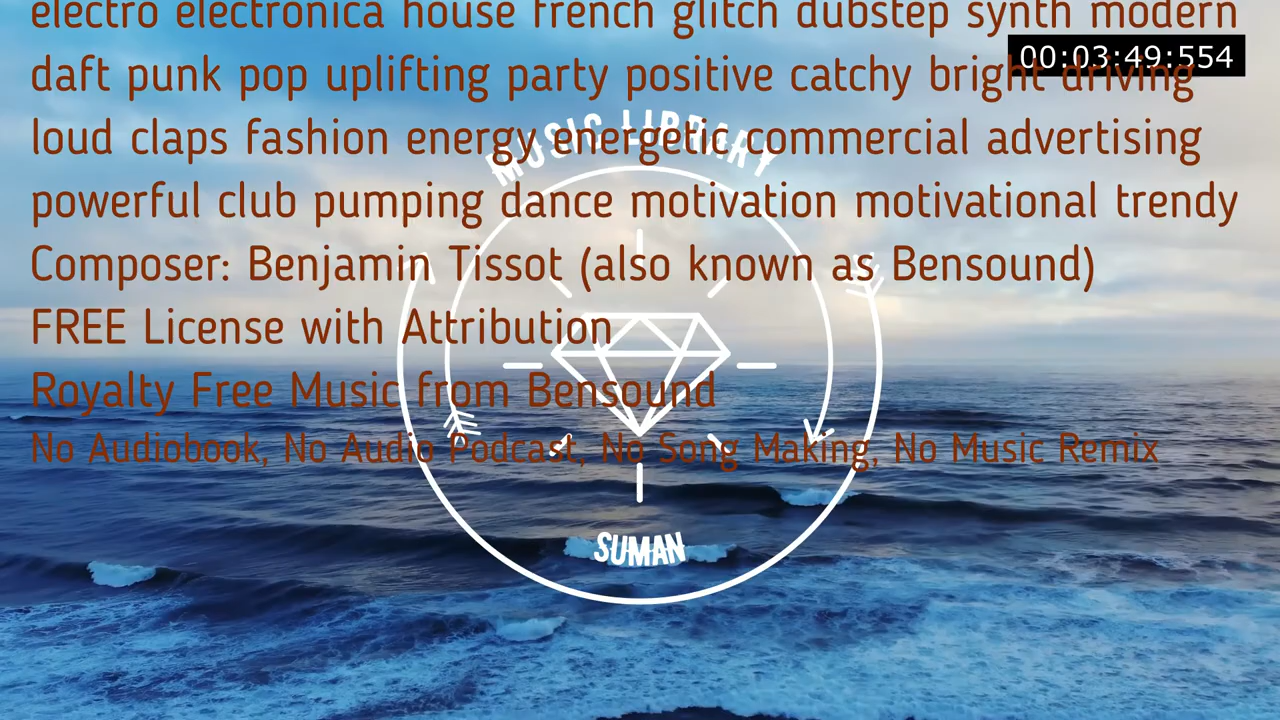 electro electronica house french glitch dubstep synth modern
00:03:49:554
daft punk pop uplifting party positive catchy bright driving
MUSIC LIBRARY
loud claps fashion energy energetic commercial advertising
powerful club pumping dance motivation motivational trendy
Composer: Benjamin Tissot (also known as Bensound)
FREE License with Attribution
Royalty Free Music from Bensound
No Audiobook, No Audio Podcast, No Song Making, No Music Remix
SUMAN